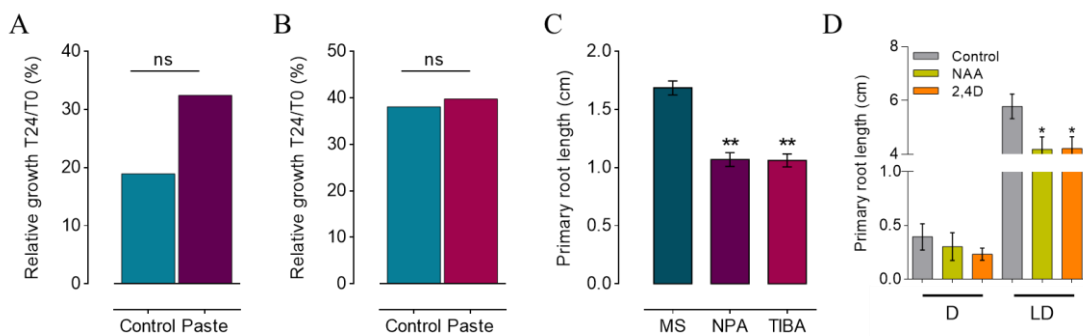 A
Relative growth T24/T0 (%)
40
30
20
10
0
ns
Control Paste
B
Relative growth T24/T0 (%)
50
40
30
20
10
0
ns
Control Paste
C
Primary root length (cm)
2.0
1.5
1.0
0.5
0.0
**
**
MS NPA TIBA
D
Primary root length (cm)
8
6
4
1.0
0.5
0.0
Control
NAA
2,4D
*
*
D LD